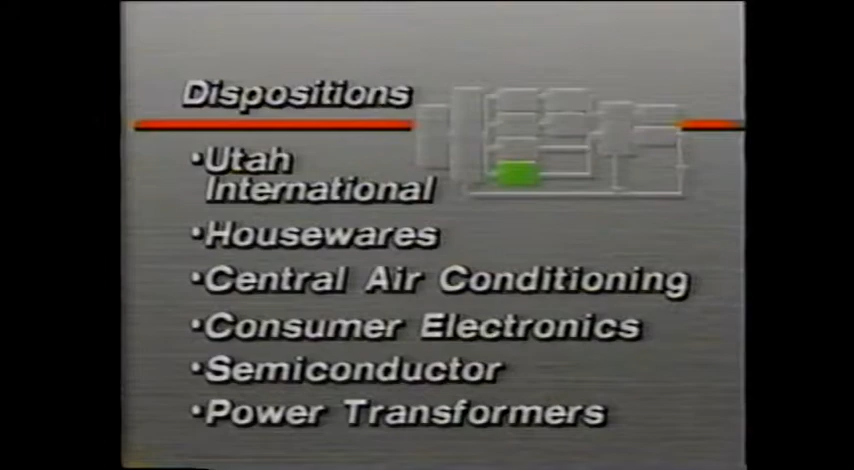 Dispositions
•Utah
International
•Housewares
•Central Air Conditioning
•Consumer Electronics
•Semiconductor
•Power Transformers